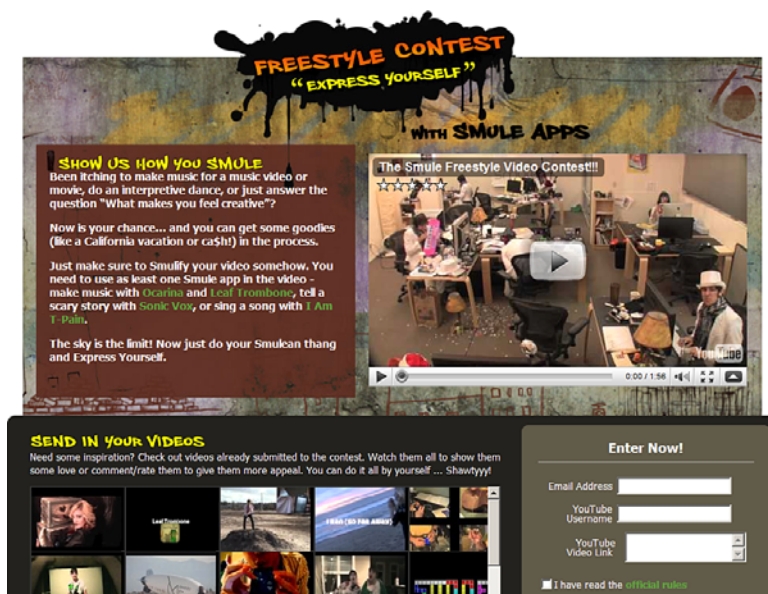 FREESTYLE CONTEST
“EXPRESS YOURSELF”
WITH SMULE APPS
SHOW US HOW YOU SMULE
Been itching to make music for a music video or
movie, do an interpretive dance, or just answer the
question "What makes you feel creative"?
Now is your chance... and you can get some goodies
(like a California vacation or ca$h!) in the process.
Just make sure to Smulify your video somehow. You
need to use as least one Smule app in the video -
make music with Ocarina and Leaf Trombone, tell a
scary story with Sonic Vox, or sing a song with I Am
T-Pain.
The sky is the limit! Now just do your Smulean thang
and Express Yourself.
The Smule Freestyle Video Contest!!!
YouTube
0:00 / 1:56
SEND IN YOUR VIDEOS
Need some inspiration? Check out videos already submitted to the contest. Watch them all to show them
some love or comment/rate them to give them more appeal. You can do it all by yourself ... Shawtyyy!
Leaf Trombone
Enter Now!
Email Address
YouTube
Username
YouTube
Video Link
I have read the official rules